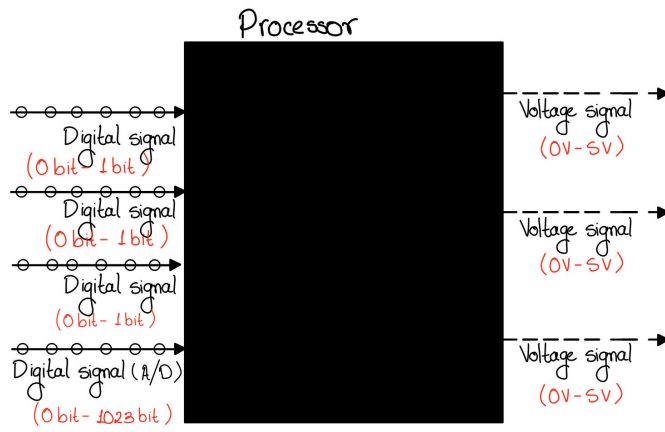 Processor
Digital signal
(0 bit - 1 bit)
Digital signal
(0 bit - 1 bit)
Digital signal
(0 bit - 1 bit)
Digital signal (A/D)
(0 bit - 1023 bit)
Voltage signal
(0V - 5V)
Voltage signal
(0V - 5V)
Voltage signal
(0V - 5V)